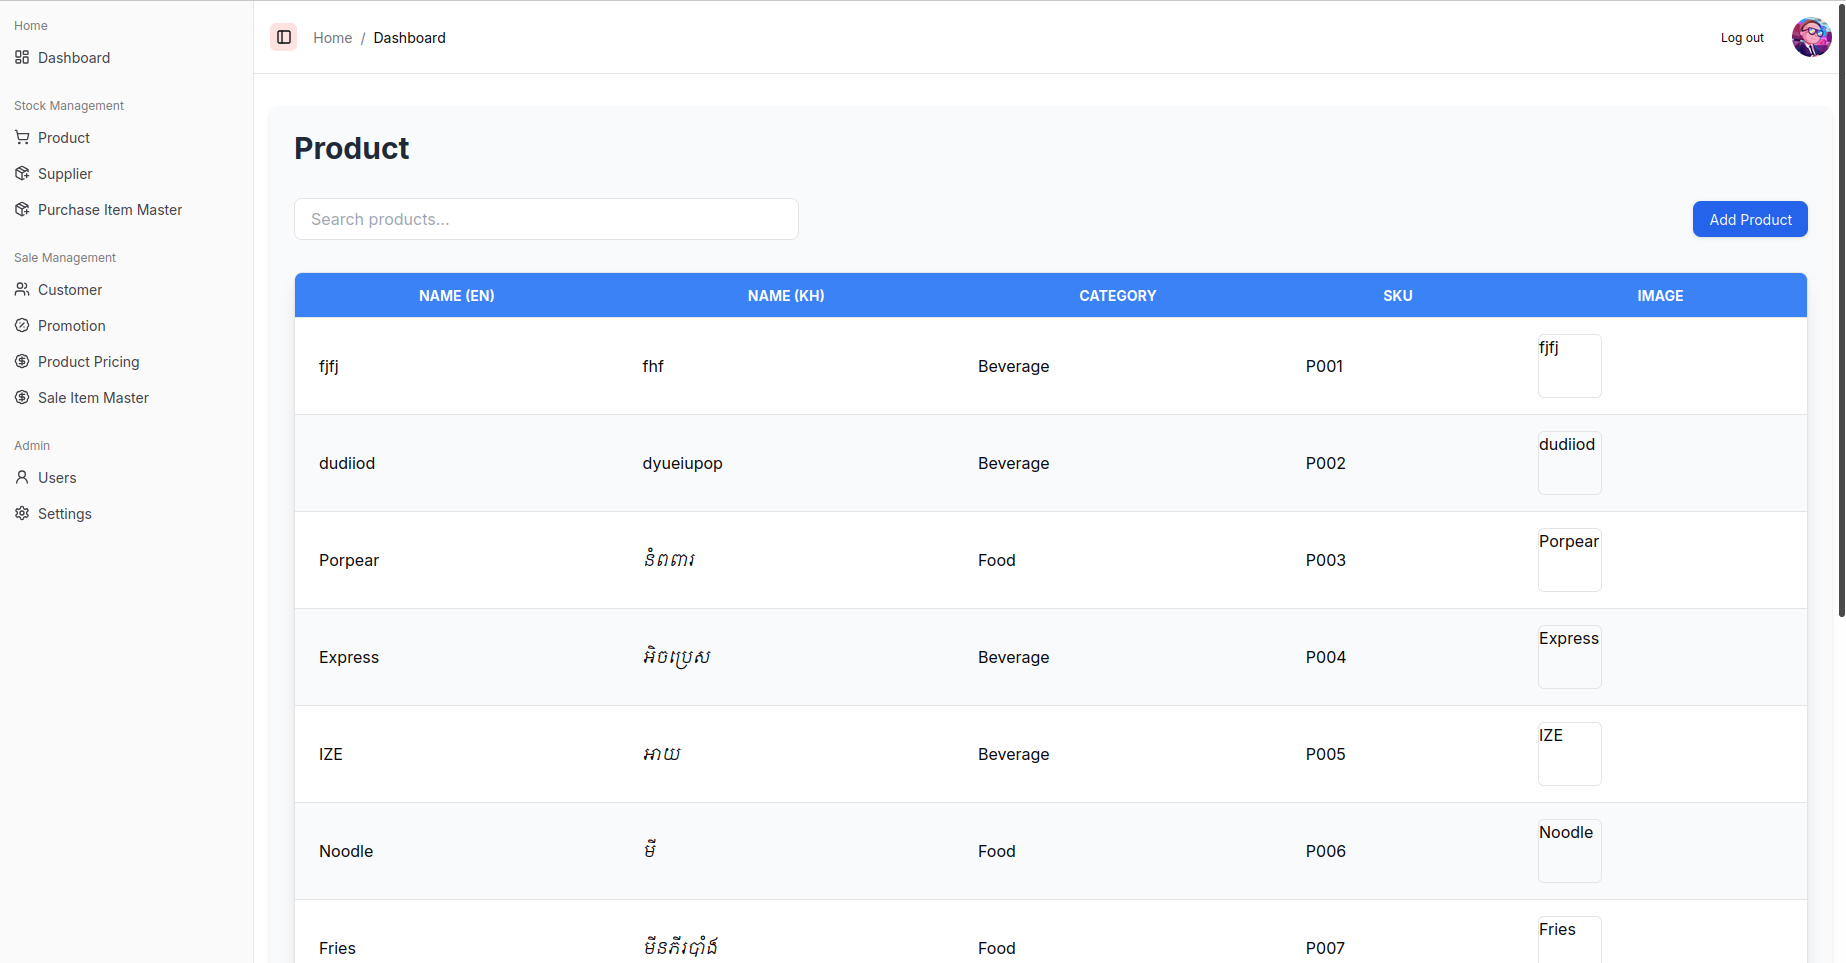 Home
Dashboard
Stock Management
Product
Supplier
Purchase Item Master
Sale Management
Customer
Promotion
Product Pricing
Sale Item Master
Admin
Users
Settings
Home / Dashboard
Log out
Product
Search products...
Add Product
NAME (EN) NAME (KH) CATEGORY SKU IMAGE
fjfj fhf Beverage P001 fjfj
dudiiod dyueiupop Beverage P002 dudiiod
Porpear នំពពារ Food P003 Porpear
Express អិចប្រេស Beverage P004 Express
IZE អាយ Beverage P005 IZE
Noodle មី Food P006 Noodle
Fries មីនភីរបាំង Food P007 Fries